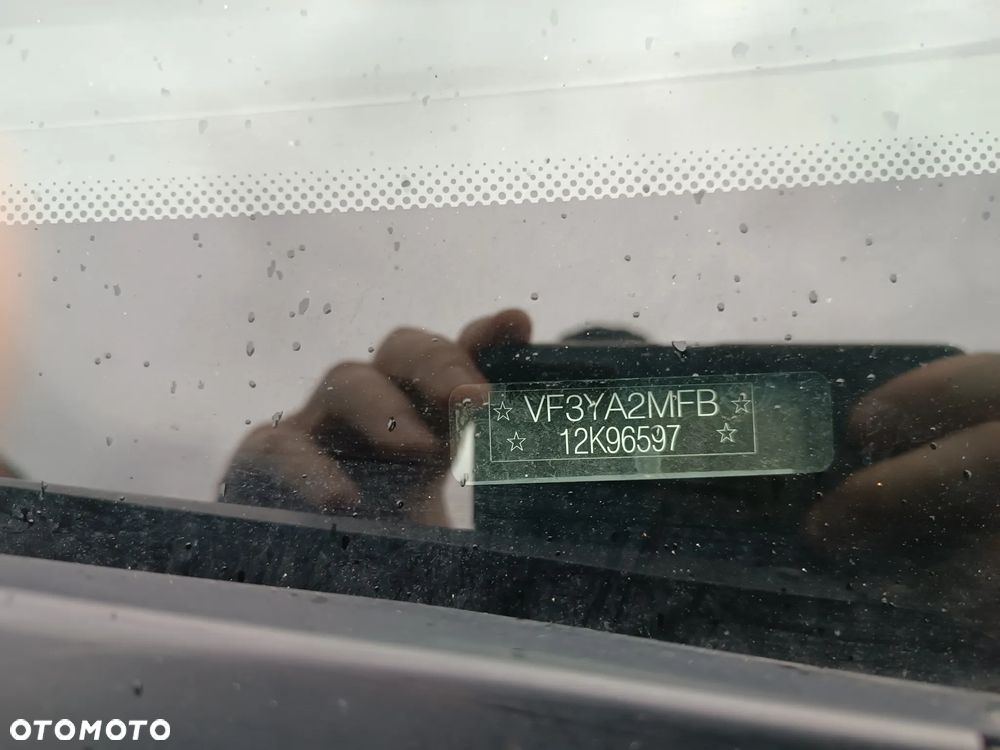 ☆ VF3YA2MFB ☆
☆ 12K96597 ☆
OTOMOTO